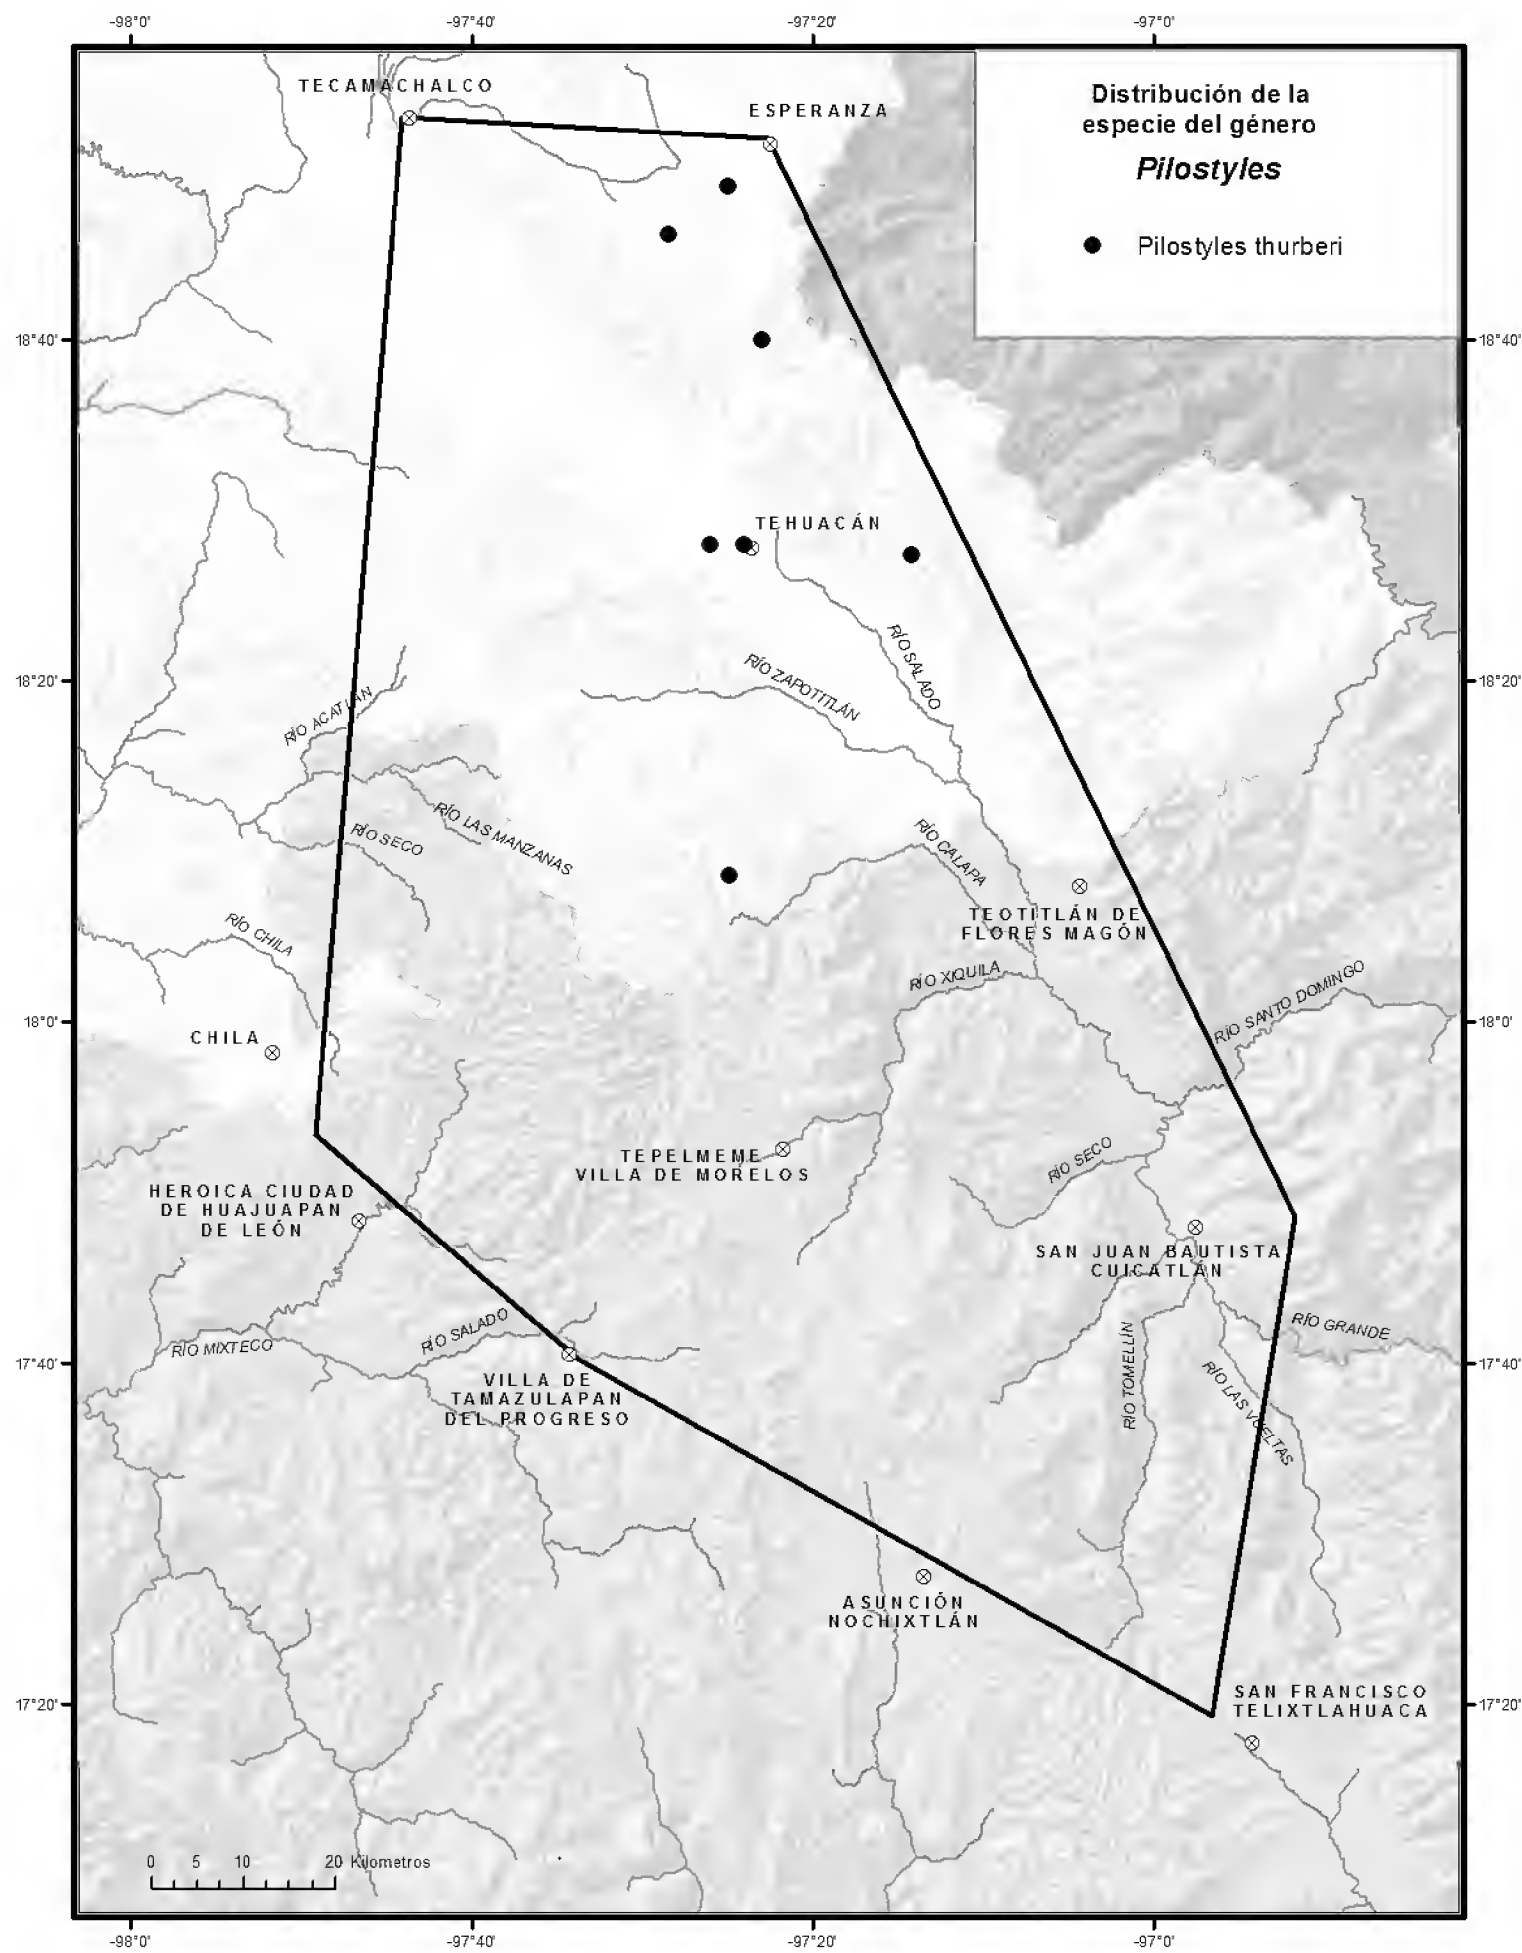 -98°0'
-97°40'
-97°20'
-97°0'
TECAMACHALCO
ESPERANZA
Distribución de la
especie del género
Pilostyles
Pilostyles thurberi
18°40'
18°40'
TEHUACÁN
RÍO SALADO
RÍO ZAPOTITLÁN
18°20'
18°20'
RÍO ACATLÁN
RÍO LAS MANZANAS
RÍO SECO
RÍO CALAPA
TEOTITLÁN DE
FLORES MAGÓN
RÍO CHILA
RÍO XIQUILA
RÍO SANTO DOMINGO
18°0'
18°0'
CHILA
TEPELMEME
VILLA DE MORELOS
RÍO SECO
HEROICA CIUDAD
DE HUAJUAPAN
DE LEÓN
SAN JUAN BAUTISTA
CUICATLÁN
RÍO GRANDE
RÍO SALADO
RÍO MIXTECO
17°40'
17°40'
RÍO TOMELLÍN
RÍO LAS VUELTAS
VILLA DE
TAMAZULAPAN
DEL PROGRESO
ASUNCIÓN
NOCHIXTLÁN
SAN FRANCISCO
TELIXTLAHUACA
17°20'
17°20'
0 5 10 20 Kilometros
-98°0'
-97°40'
-97°20'
-97°0'